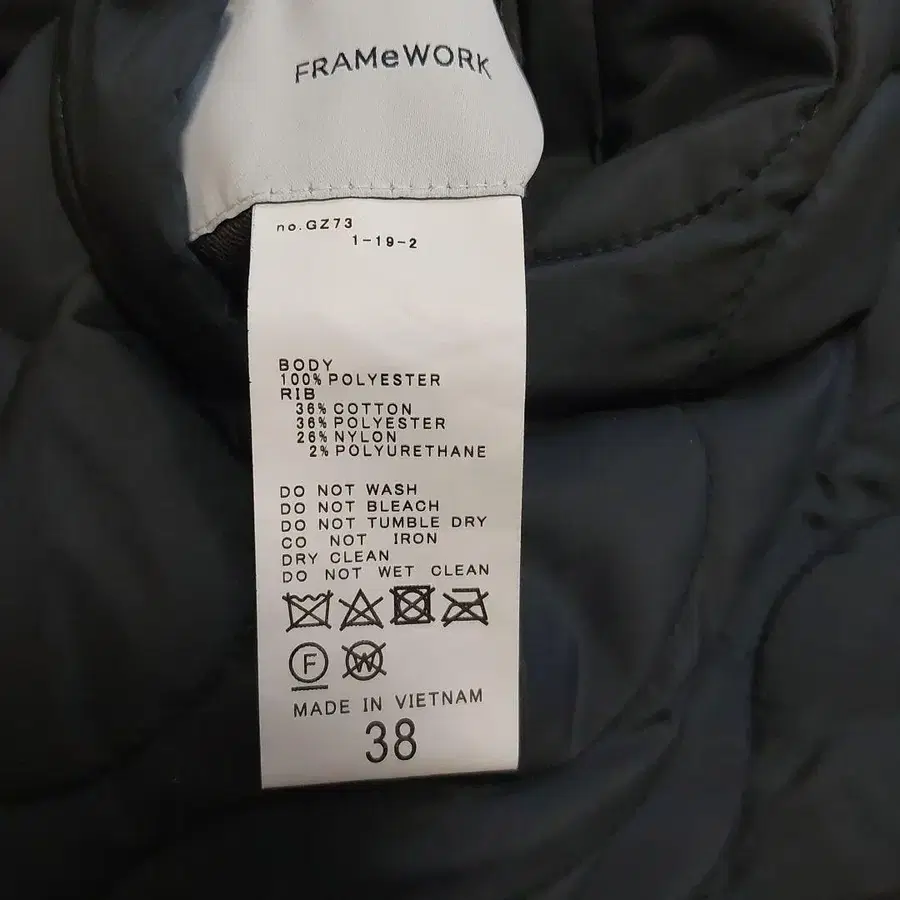 FRAMeWORK
no.GZ73
1-19-2
BODY
100% POLYESTER
RIB
36% COTTON
36% POLYESTER
26% NYLON
2% POLYURETHANE
DO NOT WASH
DO NOT BLEACH
DO NOT TUMBLE DRY
CO NOT IRON
DRY CLEAN
DO NOT WET CLEAN
F W
MADE IN VIETNAM
38